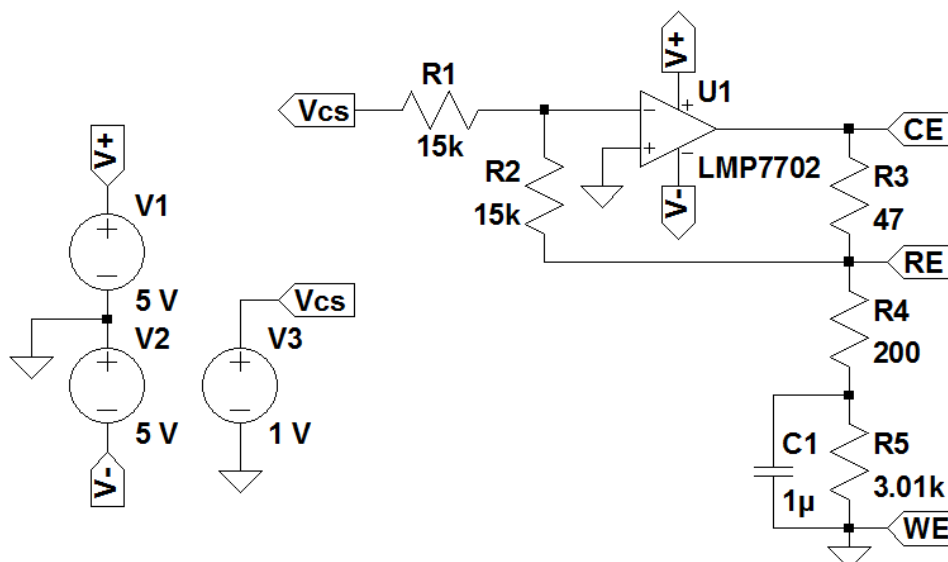 V+
R1
U1
Vcs
CE
15k
LMP7702
V+
R2
R3
15k
V-
47
V1
RE
Vcs
5 V
R4
V2
V3
200
5 V
1 V
C1
R5
1µ
3.01k
V-
WE